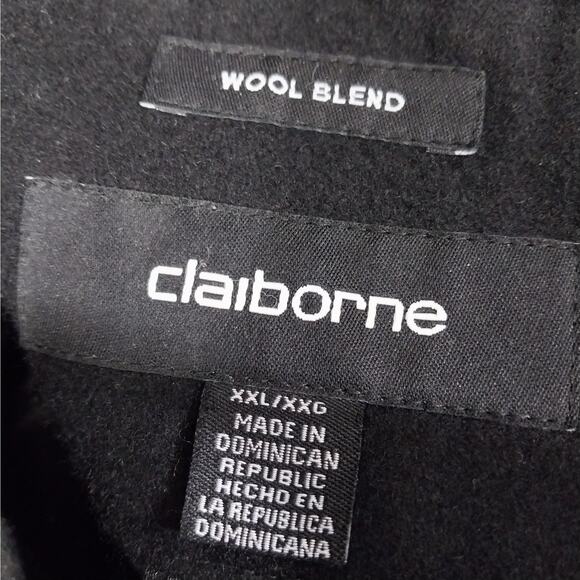 WOOL BLEND
claiborne
XXL/XXG
MADE IN
DOMINICAN
REPUBLIC
HECHO EN
LA REPUBLICA
DOMINICANA